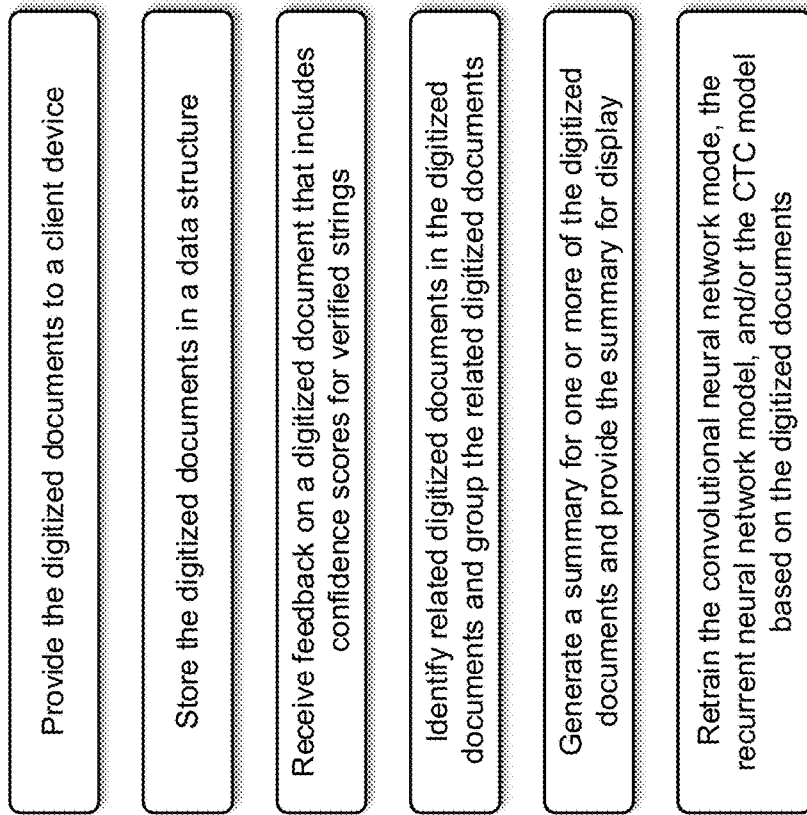 Provide the digitized documents to a client device
Store the digitized documents in a data structure
Receive feedback on a digitized document that includes
confidence scores for verified strings
Identify related digitized documents in the digitized
documents and group the related digitized documents
Generate a summary for one or more of the digitized
documents and provide the summary for display
Retrain the convolutional neural network mode, the
recurrent neural network model, and/or the CTC model
based on the digitized documents